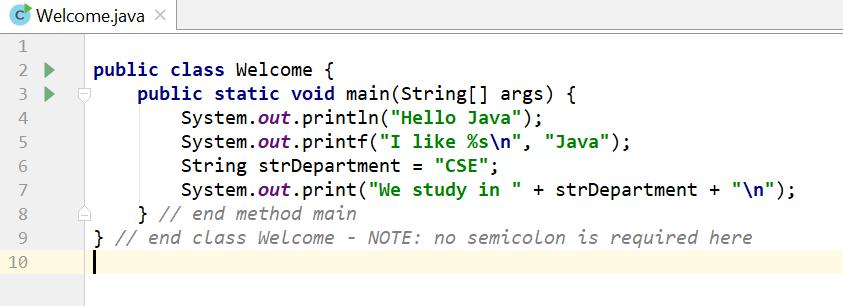 Welcome.java
1
2 public class Welcome {
3     public static void main(String[] args) {
4         System.out.println("Hello Java");
5         System.out.printf("I like %s\n", "Java");
6         String strDepartment = "CSE";
7         System.out.print("We study in " + strDepartment + "\n");
8     } // end method main
9 } // end class Welcome - NOTE: no semicolon is required here
10